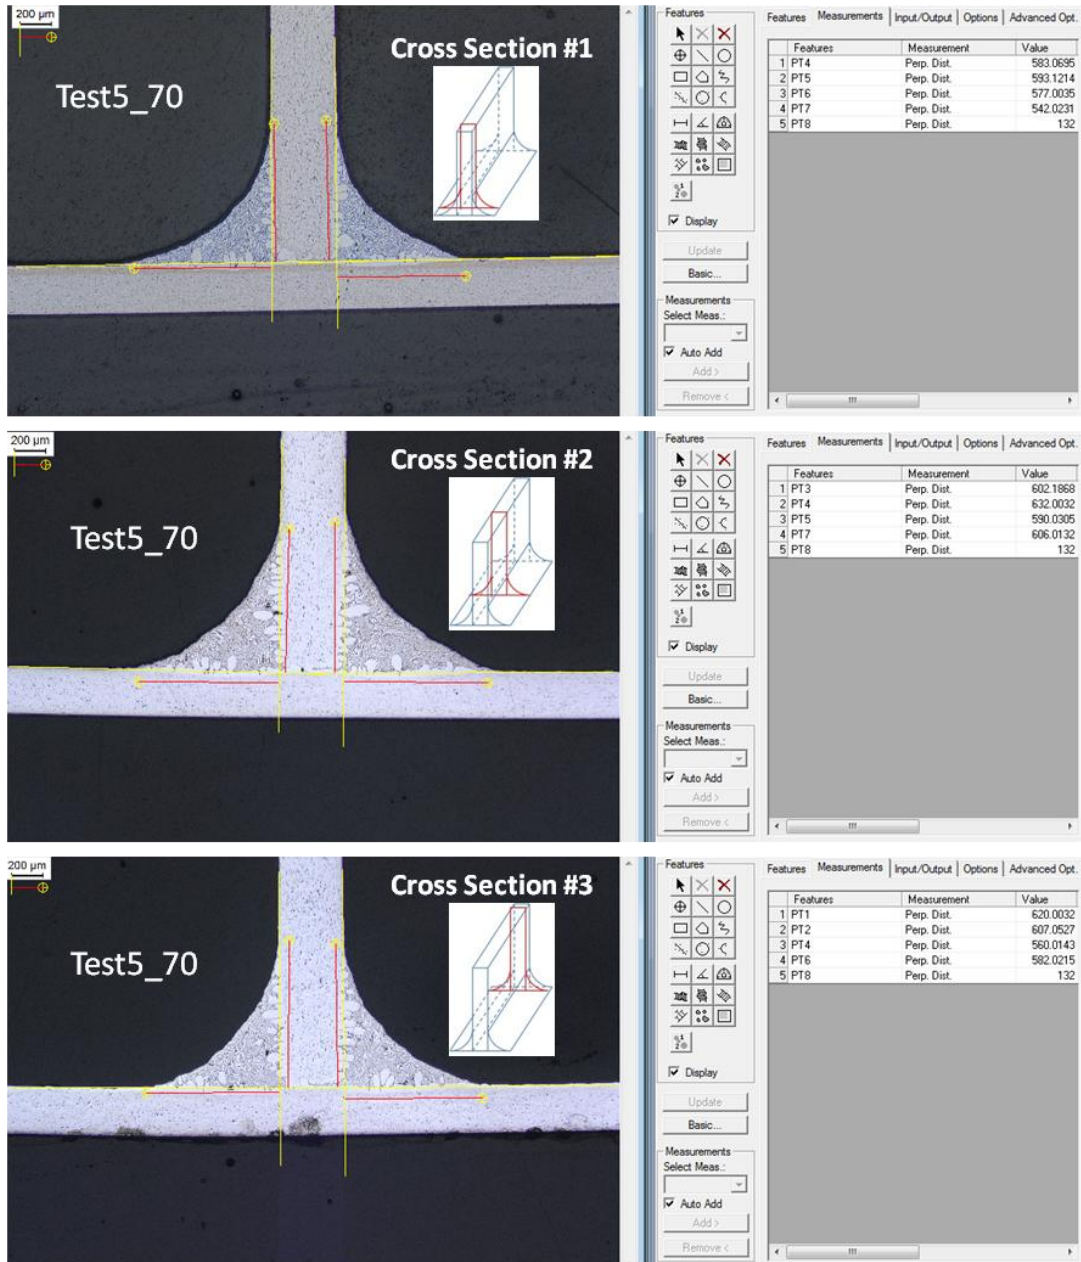 200 µm
Cross Section #1
Test5_70
Features
Display
Update
Basic...
Measurements
Select Meas.:
Auto Add
Add >
Remove <
Features Measurements Input/Output Options Advanced Opt.
Features Measurement Value
1 PT4 Perp. Dist. 583.0695
2 PT5 Perp. Dist. 593.1214
3 PT6 Perp. Dist. 577.0035
4 PT7 Perp. Dist. 542.0231
5 PT8 Perp. Dist. 132
200 µm
Cross Section #2
Test5_70
Features
Display
Update
Basic...
Measurements
Select Meas.:
Auto Add
Add >
Remove <
Features Measurements Input/Output Options Advanced Opt.
Features Measurement Value
1 PT3 Perp. Dist. 602.1868
2 PT4 Perp. Dist. 632.0032
3 PT5 Perp. Dist. 590.0305
4 PT7 Perp. Dist. 606.0132
5 PT8 Perp. Dist. 132
200 µm
Cross Section #3
Test5_70
Features
Display
Update
Basic...
Measurements
Select Meas.:
Auto Add
Add >
Remove <
Features Measurements Input/Output Options Advanced Opt.
Features Measurement Value
1 PT1 Perp. Dist. 620.0032
2 PT2 Perp. Dist. 607.0527
3 PT4 Perp. Dist. 560.0143
4 PT6 Perp. Dist. 582.0215
5 PT8 Perp. Dist. 132